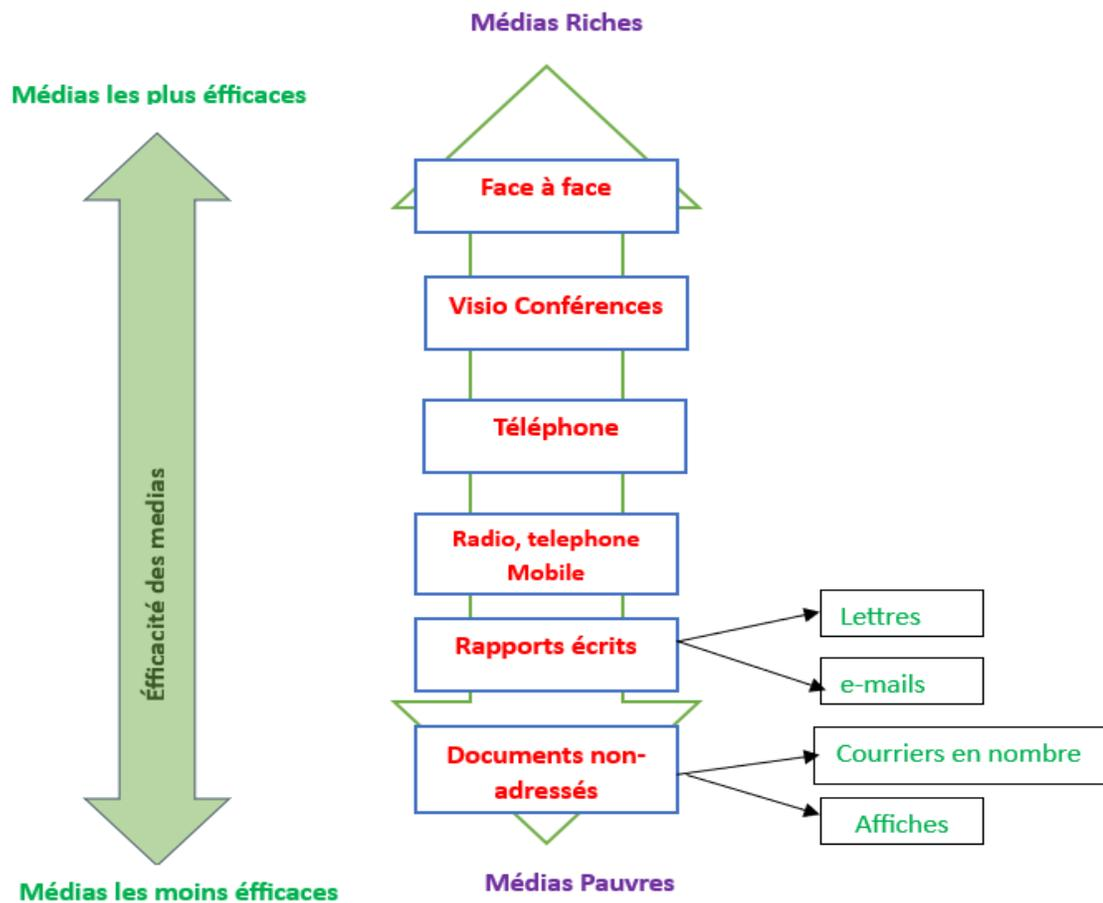 Médias Riches
Médias les plus éfficaces
Face à face
Visio Conférences
Téléphone
Radio, telephone
Mobile
Rapports écrits
Lettres
e-mails
Documents non-
adressés
Courriers en nombre
Affiches
Éfficacité des medias
Médias les moins éfficaces
Médias Pauvres